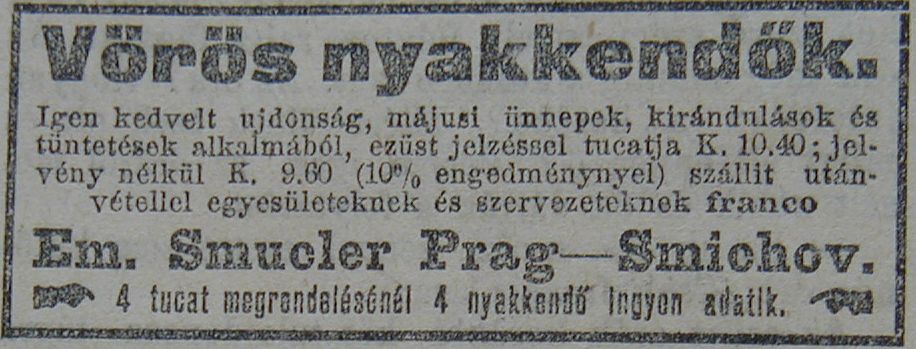 Vörös nyakkendők.
Igen kedvelt ujdonság, májusi ünnepek, kirándulások és
tüntetések alkalmából, ezüst jelzéssel tucatja K. 10.40; jel-
vény nélkül K. 9.60 (10% engedménynyel) szállit után-
vétellel egyesületeknek és szervezeteknek franco
Em. Smucler Prag—Smichov.
4 tucat megrendelésénél 4 nyakkendő ingyen adatik.